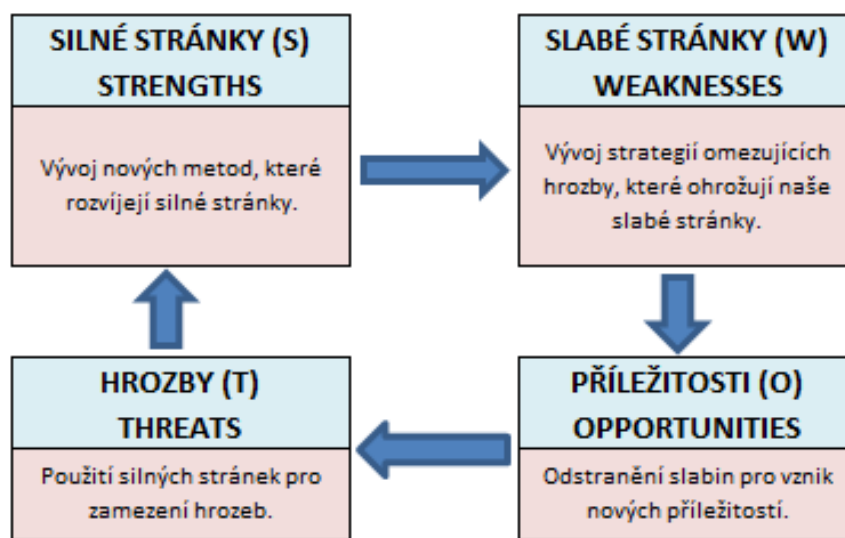 SILNÉ STRÁNKY (S)
STRENGTHS
Vývoj nových metod, které
rozvíjejí silné stránky.
SLABÉ STRÁNKY (W)
WEAKNESSES
Vývoj strategií omezujících
hrozby, které ohrožují naše
slabé stránky.
HROZBY (T)
THREATS
Použití silných stránek pro
zamezení hrozeb.
PŘÍLEŽITOSTI (O)
OPPORTUNITIES
Odstranění slabin pro vznik
nových příležitostí.